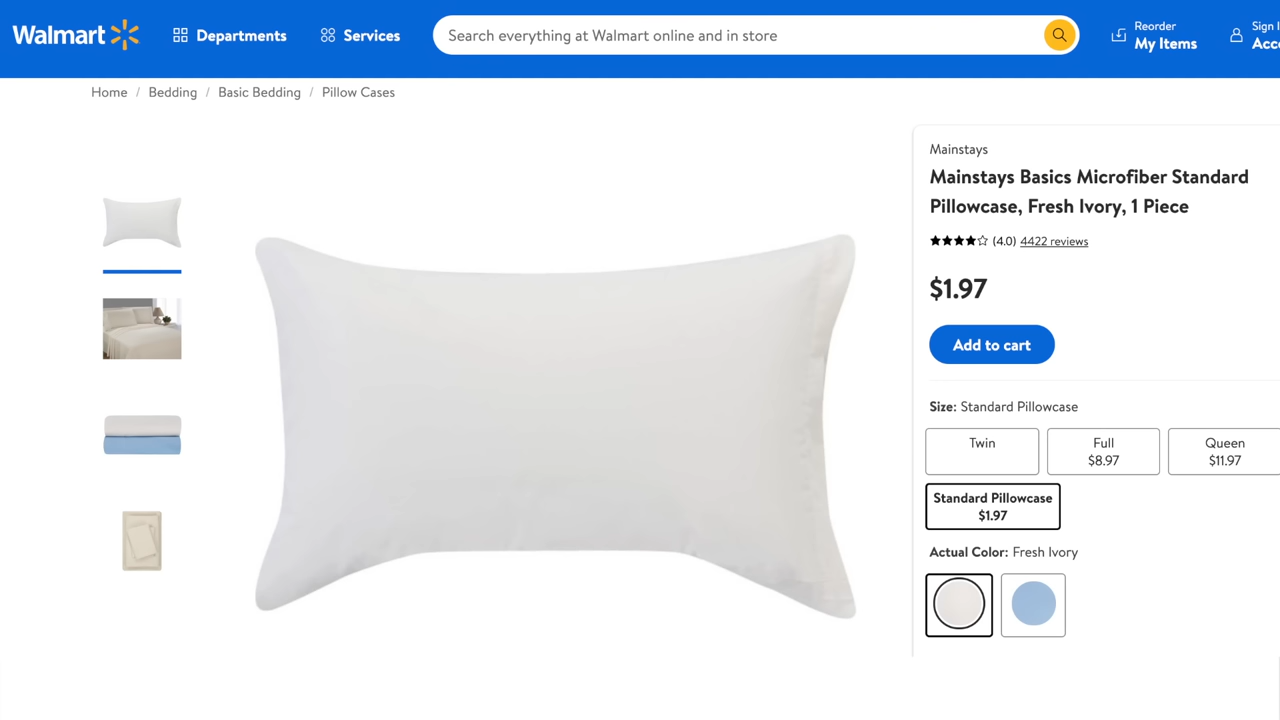 Walmart
Departments
Services
Search everything at Walmart online and in store
Reorder
My Items
Sign
Home / Bedding / Basic Bedding / Pillow Cases
Mainstays
Mainstays Basics Microfiber Standard
Pillowcase, Fresh Ivory, 1 Piece
(4.0) 4422 reviews
$1.97
Add to cart
Size: Standard Pillowcase
Twin
Full
$8.97
Queen
$11.97
Standard Pillowcase
$1.97
Actual Color: Fresh Ivory